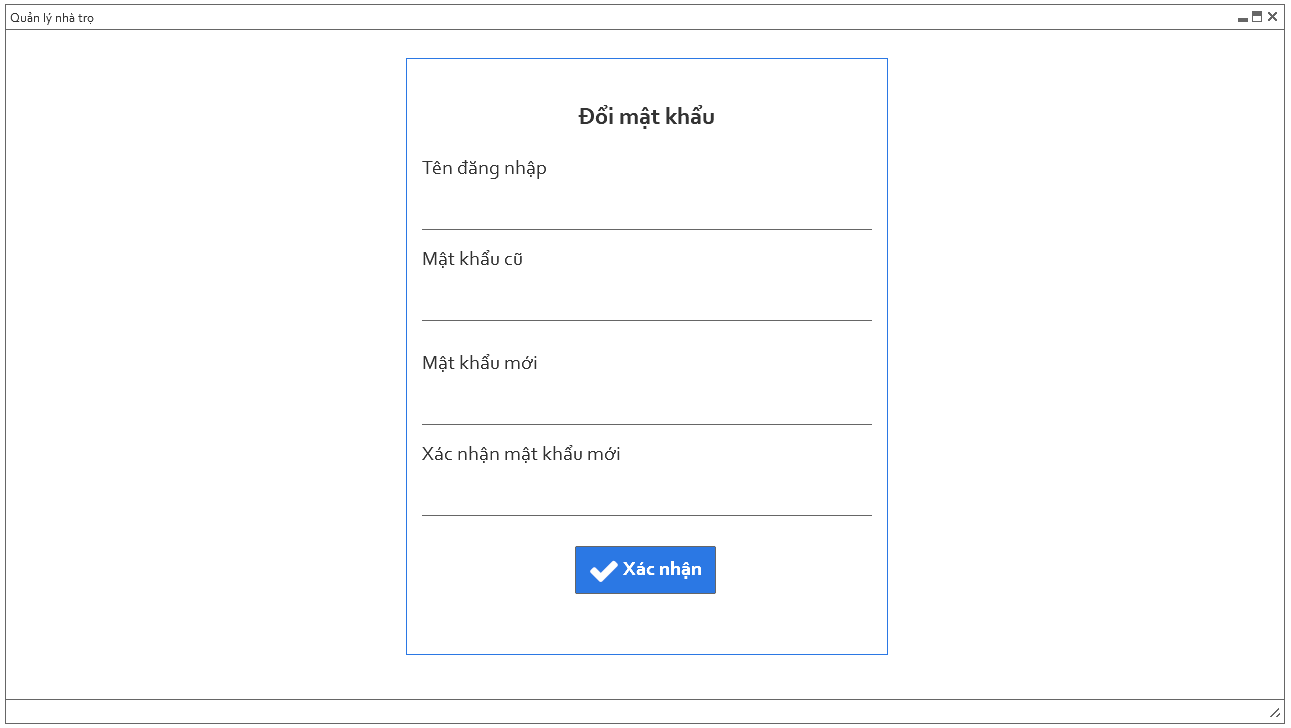 Quản lý nhà trọ
Đổi mật khẩu
Tên đăng nhập
Mật khẩu cũ
Mật khẩu mới
Xác nhận mật khẩu mới
Xác nhận